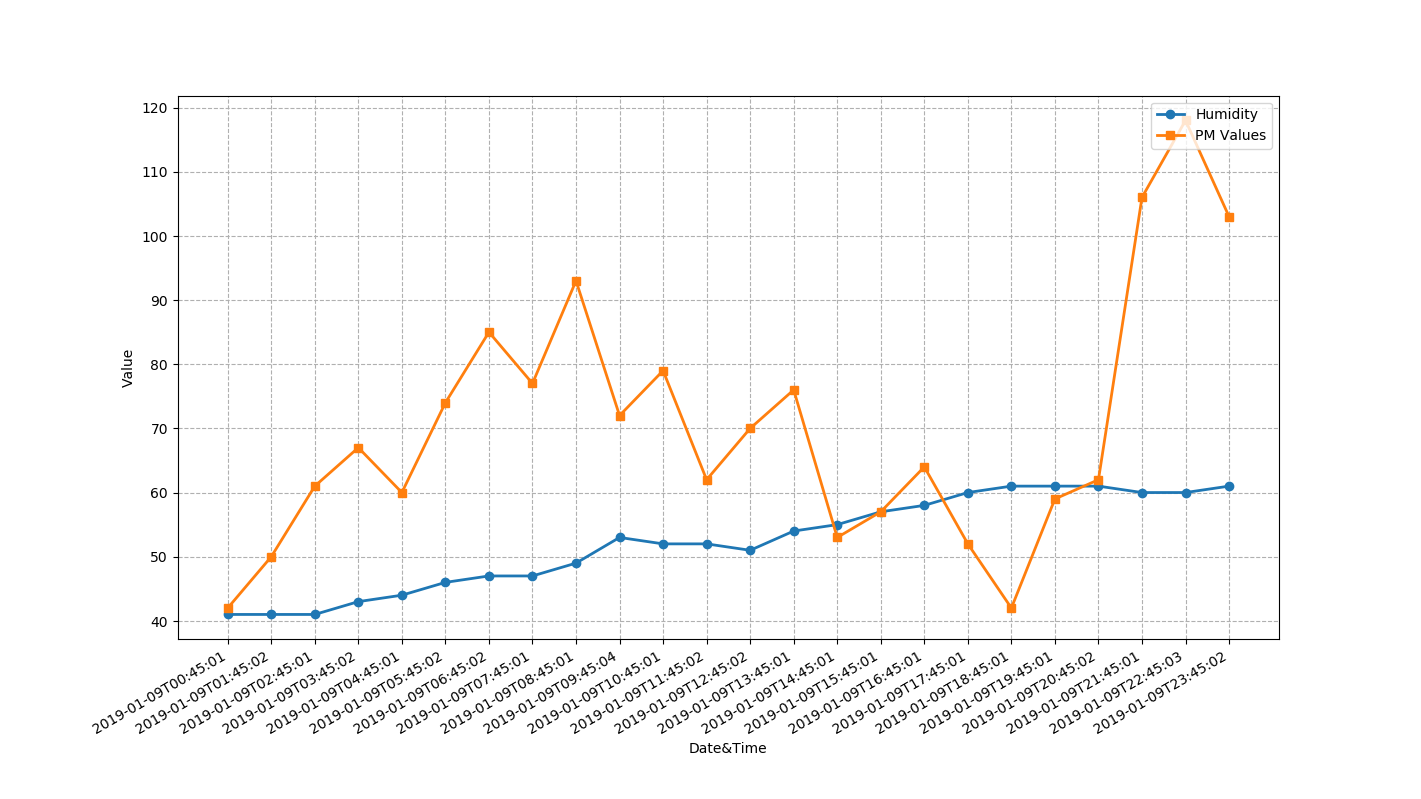 Humidity
PM Values
120
110
100
90
80
70
60
50
40
Value
2019-01-09T00:45:01
2019-01-09T01:45:02
2019-01-09T02:45:01
2019-01-09T03:45:02
2019-01-09T04:45:01
2019-01-09T05:45:02
2019-01-09T06:45:02
2019-01-09T07:45:01
2019-01-09T08:45:01
2019-01-09T09:45:04
2019-01-09T10:45:01
2019-01-09T11:45:02
2019-01-09T12:45:02
2019-01-09T13:45:01
2019-01-09T14:45:01
2019-01-09T15:45:01
2019-01-09T16:45:01
2019-01-09T17:45:01
2019-01-09T18:45:01
2019-01-09T19:45:01
2019-01-09T20:45:02
2019-01-09T21:45:01
2019-01-09T22:45:03
2019-01-09T23:45:02
Date&Time